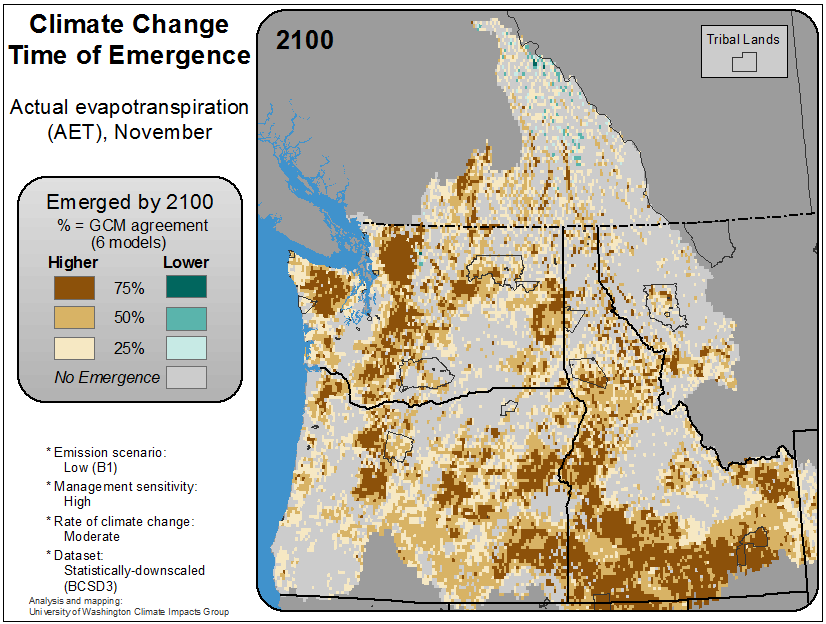 Climate Change
Time of Emergence
Actual evapotranspiration
(AET), November
Emerged by 2100
% = GCM agreement
(6 models)
Higher Lower
75%
50%
25%
No Emergence
* Emission scenario:
Low (B1)
* Management sensitivity:
High
* Rate of climate change:
Moderate
* Dataset:
Statistically-downscaled
(BCSD3)
Analysis and mapping:
University of Washington Climate Impacts Group
2100
Tribal Lands